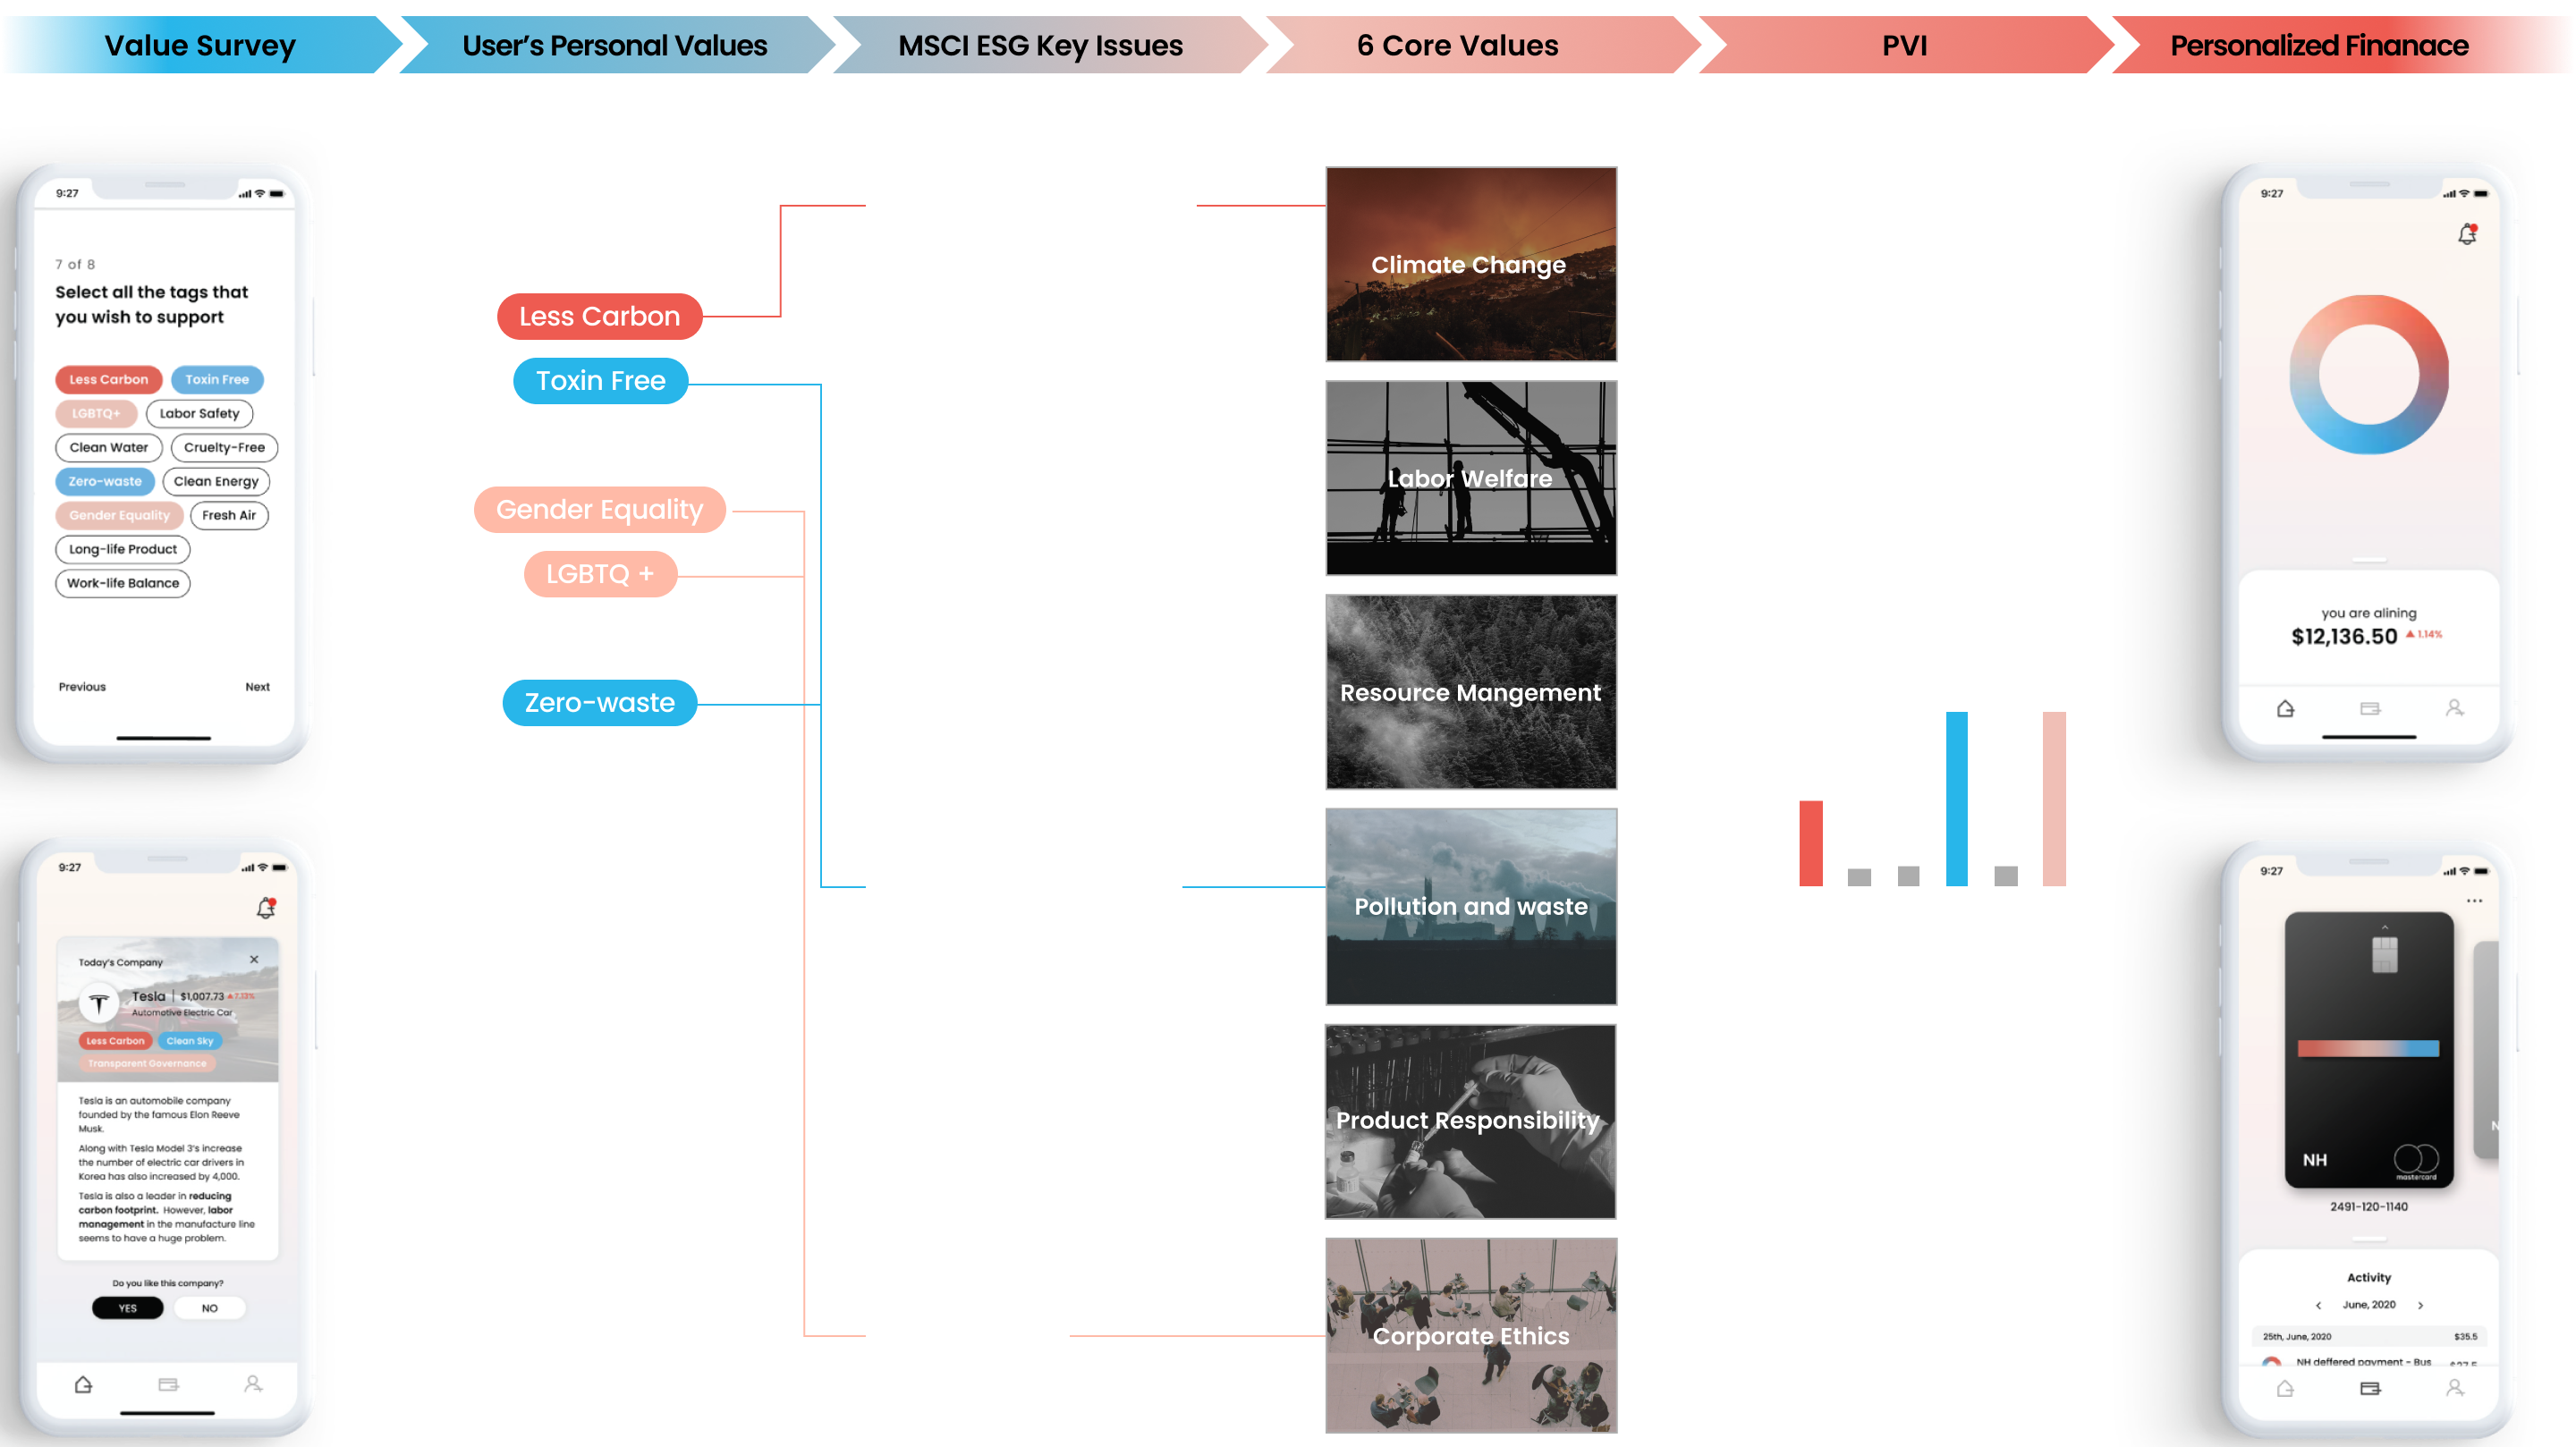 Value Survey
User's Personal Values
MSCI ESG Key Issues
6 Core Values
PVI
Personalized Finanace
9:27
7 of 8
Select all the tags that
you wish to support
Less Carbon
Toxin Free
LGBTQ+
Labor Safety
Clean Water
Cruelty-Free
Zero-waste
Clean Energy
Gender Equality
Fresh Air
Long-life Product
Work-life Balance
Previous
Next
9:27
Today's Company
Tesla | $1,007.73 ▲7.13%
Automotive Electric Car
Less Carbon
Clean Sky
Transparent Governance
Tesla is an automobile company
founded by the famous Elon Reeve
Musk.
Along with Tesla Model 3's increase
the number of electric car drivers in
Korea has also increased by 4,000.
Tesla is also a leader in reducing
carbon footprint. However, labor
management in the manufacture line
seems to have a huge problem.
Do you like this company?
YES
NO
Less Carbon
Toxin Free
Gender Equality
LGBTQ +
Zero-waste
Climate Change
Labor Welfare
Resource Mangement
Pollution and waste
Product Responsibility
Corporate Ethics
9:27
you are alining
$12,136.50 ▲ 1.14%
9:27
NH
mastercard
N
2491-120-1140
Activity
June, 2020
25th, June, 2020
$35.5
NH deffered payment - Bus